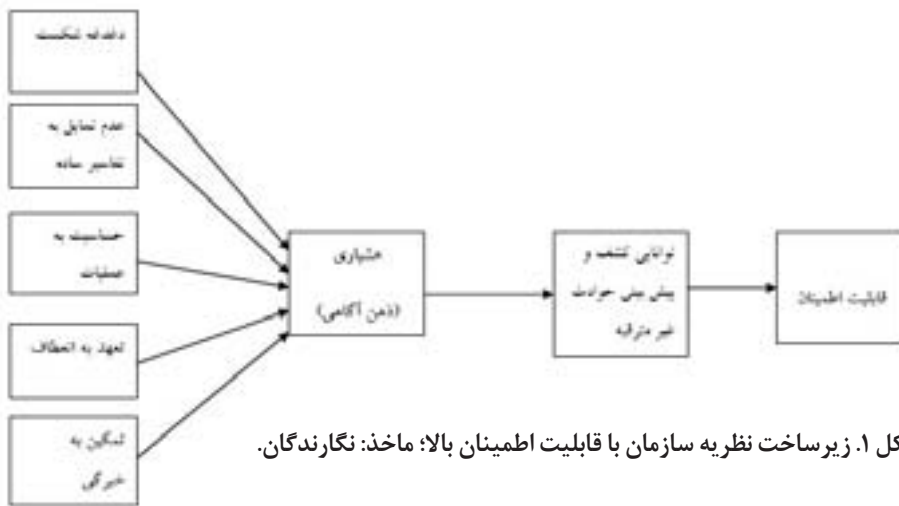 دغدغه شکست
عدم تمایل به
تفاسیر ساده
حساسیت به
عملیات
تعهد به انعطاف
تمکین به
خبرگی
هشیاری
(ذهن آگاهی)
توانایی کشف و
پیش بینی حوادث
غیر مترقبه
قابلیت اطمینان
کل ۱. زیرساخت نظریه سازمان با قابلیت اطمینان بالا؛ ماخذ: نگارندگان.